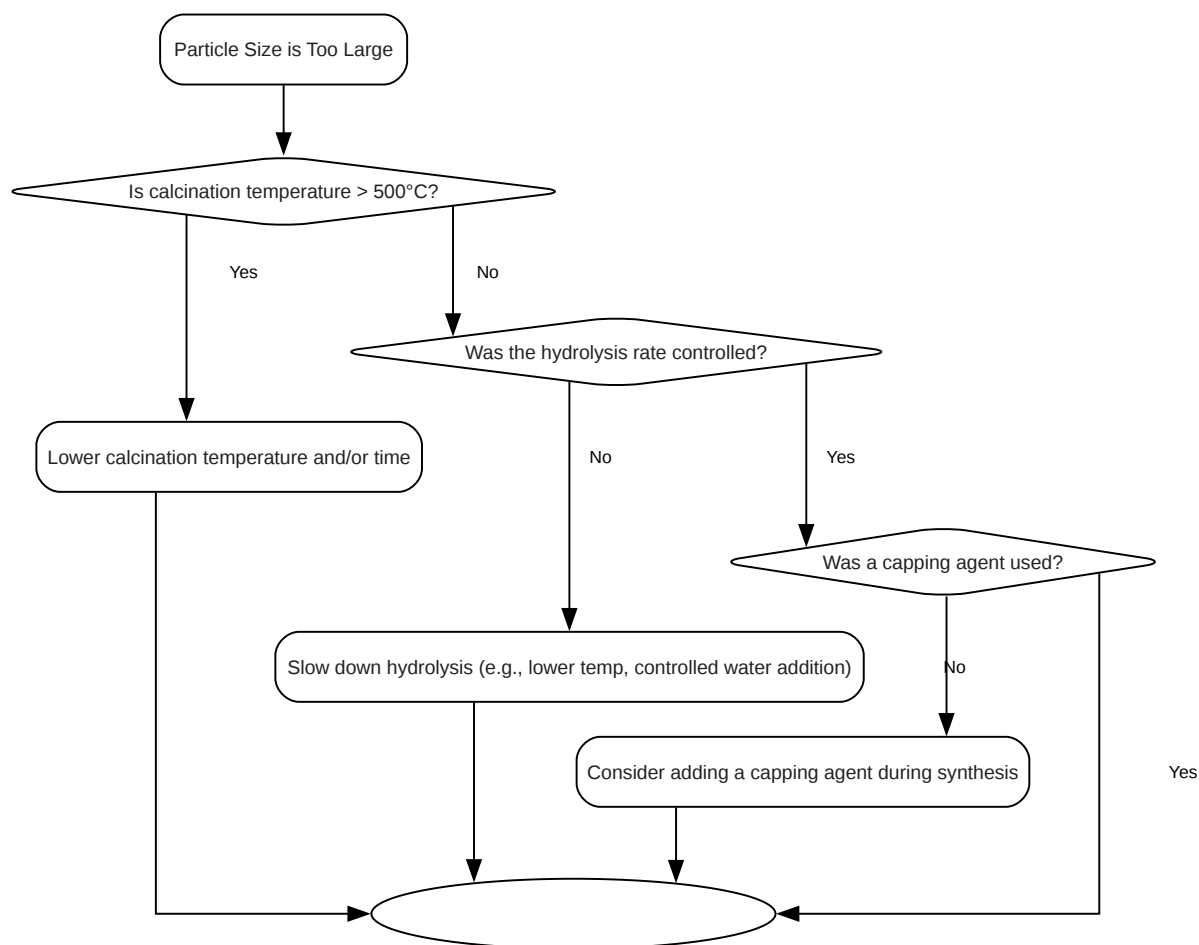 Particle Size is Too Large
Is calcination temperature > 500°C?
Yes
No
Was the hydrolysis rate controlled?
Lower calcination temperature and/or time
No
Yes
Was a capping agent used?
Slow down hydrolysis (e.g., lower temp, controlled water addition)
No
Consider adding a capping agent during synthesis
Yes